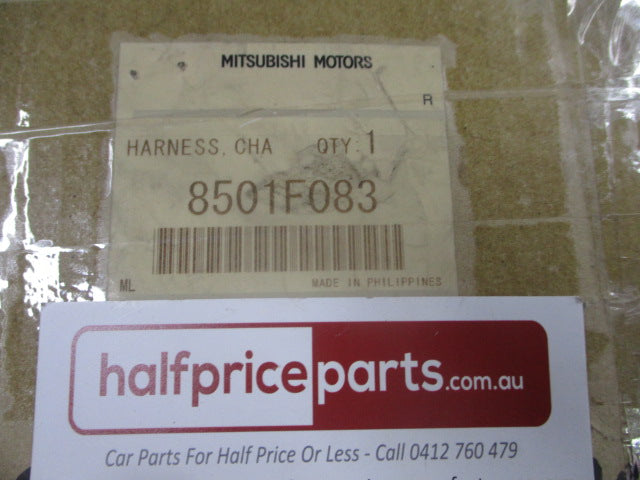 MITSUBISHI MOTORS
R
HARNESS, CHA QTY: 1
8501F083
ML MADE IN PHILIPPINES
halfpriceparts.com.au
Car Parts For Half Price Or Less - Call 0412 760 479